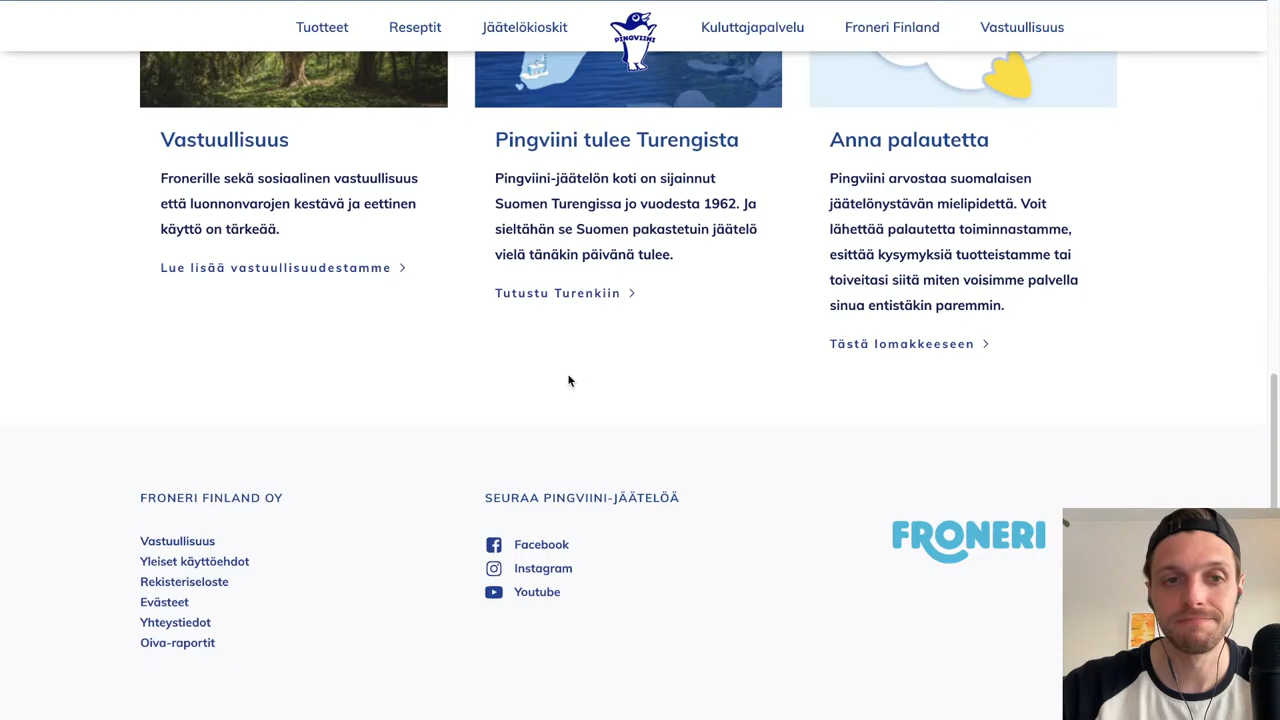 Tuotteet
Reseptit
Jäätelökioskit
PINGVIINI
Kuluttajapalvelu
Froneri Finland
Vastuullisuus
Vastuullisuus
Fronerille sekä sosiaalinen vastuullisuus
että luonnonvarojen kestävä ja eettinen
käyttö on tärkeää.
Lue lisää vastuullisuudestamme
Pingviini tulee Turengista
Pingviini-jäätelön koti on sijainnut
Suomen Turengissa jo vuodesta 1962. Ja
sieltähän se Suomen pakastetuin jäätelö
vielä tänäkin päivänä tulee.
Tutustu Turenkiin
Anna palautetta
Pingviini arvostaa suomalaisen
jäätelönystävän mielipidettä. Voit
lähettää palautetta toiminnastamme,
esittää kysymyksiä tuotteistamme tai
toiveitasi siitä miten voisimme palvella
sinua entistäkin paremmin.
Tästä lomakkeeseen
FRONERI FINLAND OY
Vastuullisuus
Yleiset käyttöehdot
Rekisteriseloste
Evästeet
Yhteystiedot
Oiva-raportit
SEURAA PINGVIINI-JÄÄTELÖÄ
Facebook
Instagram
Youtube
FRONERI